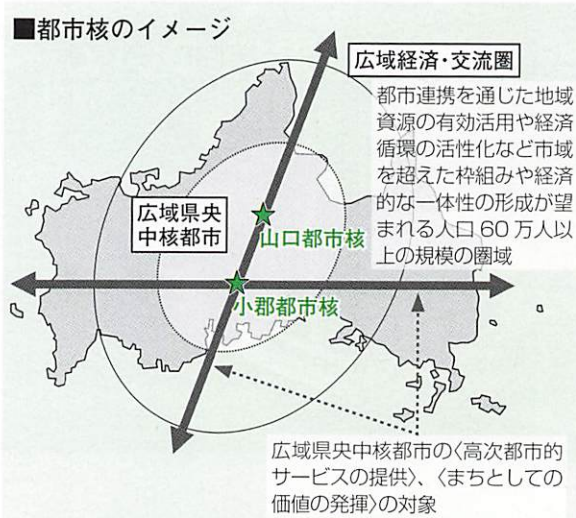 ■都市核のイメージ
広域経済・交流圏
都市連携を通じた地域
資源の有効活用や経済
循環の活性化など市域
を超えた枠組みや経済
的な一体性の形成が望
まれる人口60万人以
上の規模の圏域
広域県央
中核都市
山口都市核
小郡都市核
広域県央中核都市の〈高次都市的
サービスの提供〉、〈まちとしての
価値の発揮〉の対象